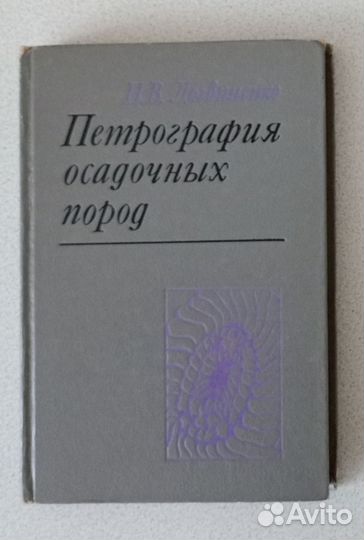 Н.В. Логвиненко
Петрография
осадочных
пород
Avito